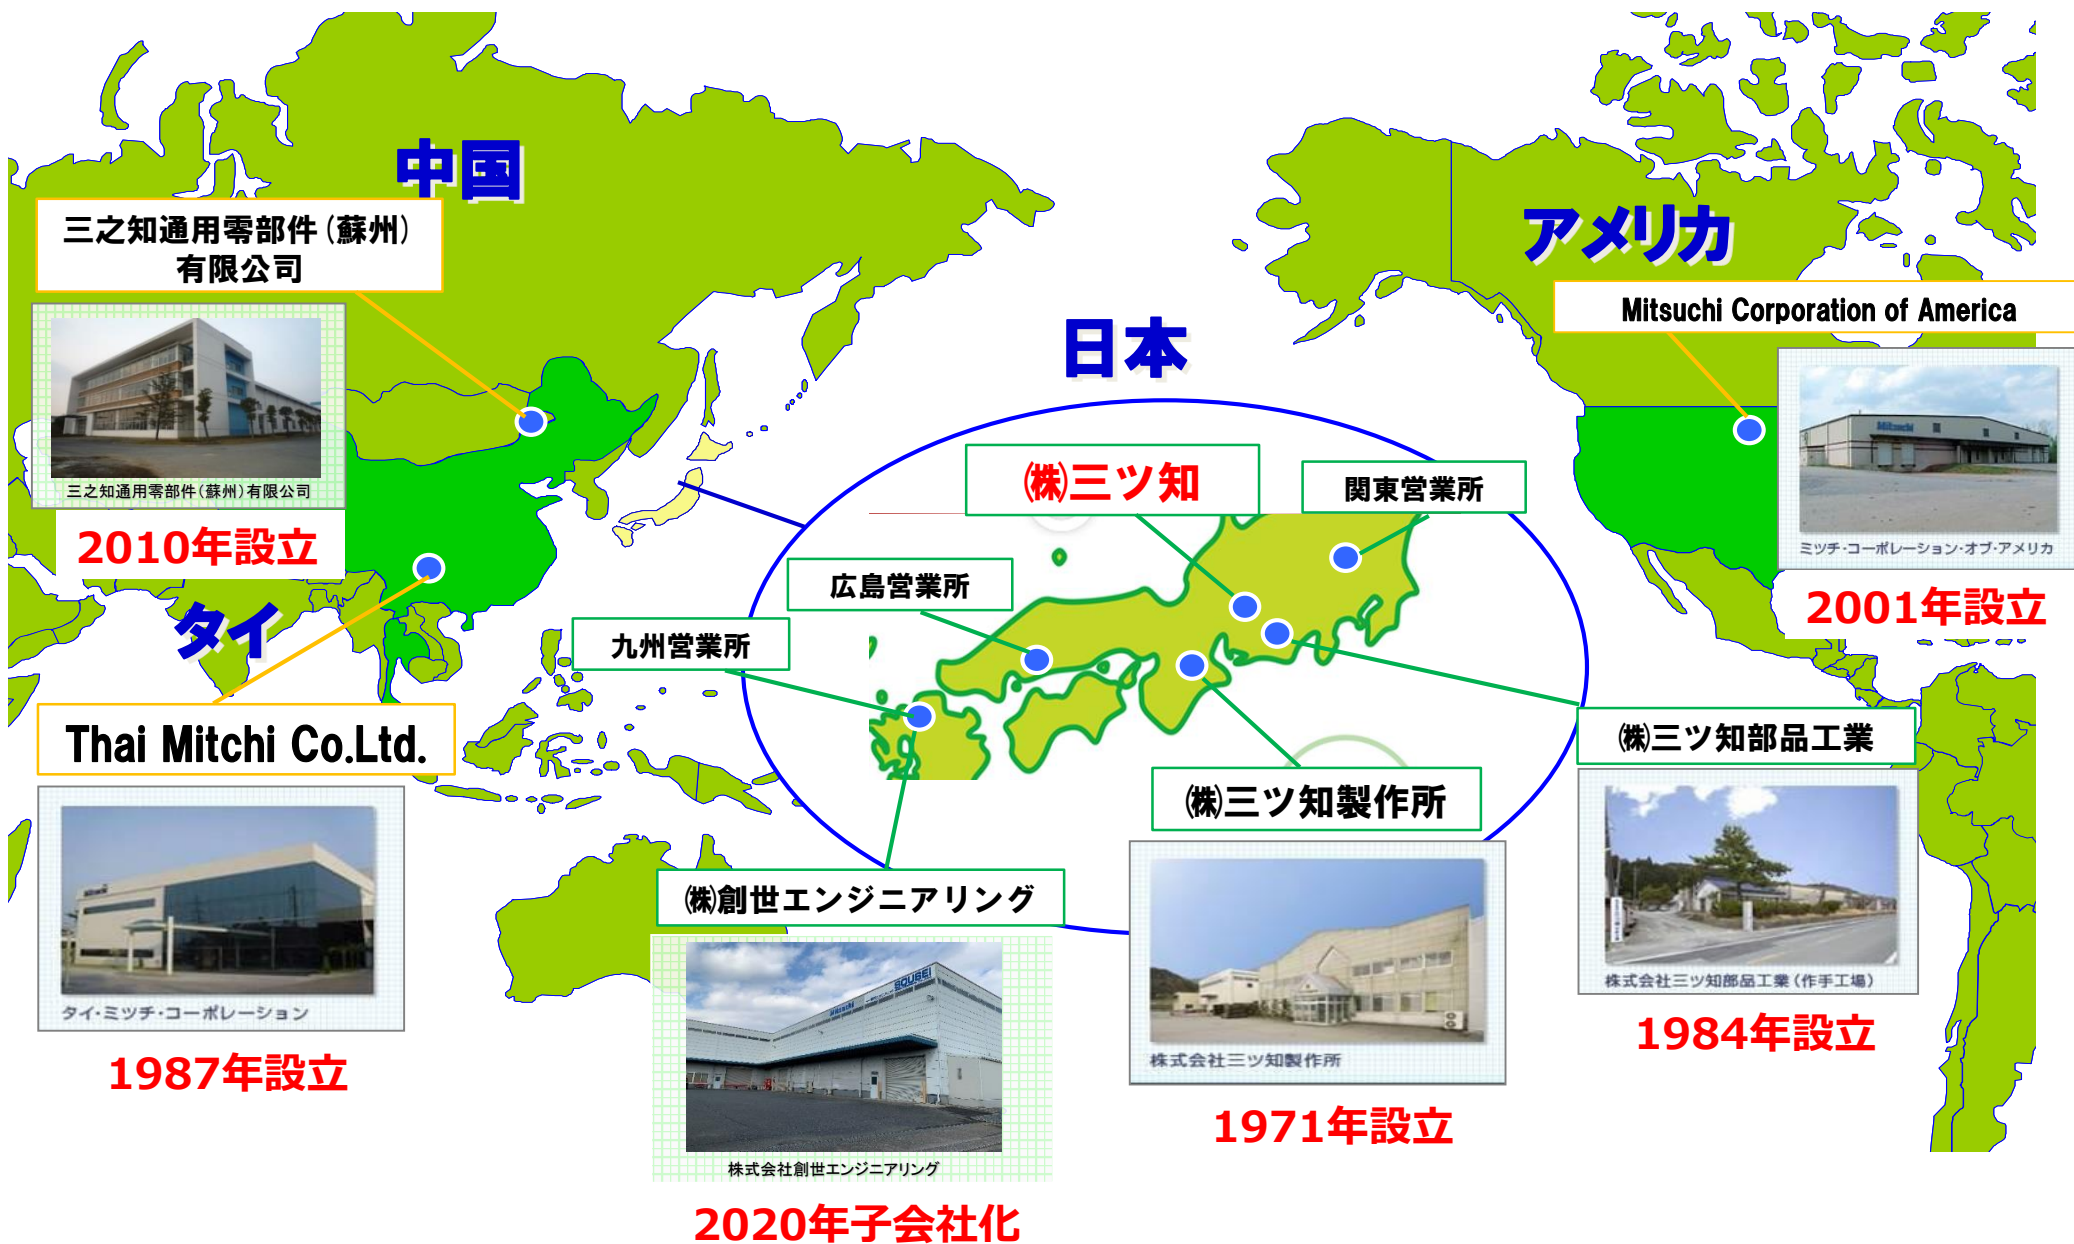 中国
三之知通用零部件(蘇州)
有限公司
三之知通用零部件(蘇州)有限公司
2010年設立
タイ
Thai Mitchi Co.Ltd.
Mitsuchi
タイ・ミツチ・コーポレーション
1987年設立
日本
㈱三ツ知
関東営業所
広島営業所
九州営業所
㈱創世エンジニアリング
Mitsuchi
SOUSEI
株式会社創世エンジニアリング
2020年子会社化
㈱三ツ知製作所
株式会社三ツ知製作所
1971年設立
㈱三ツ知部品工業
株式会社三ツ知部品工業(作手工場)
1984年設立
アメリカ
Mitsuchi Corporation of America
Mitsuchi
ミツチ・コーポレーション・オブ・アメリカ
2001年設立